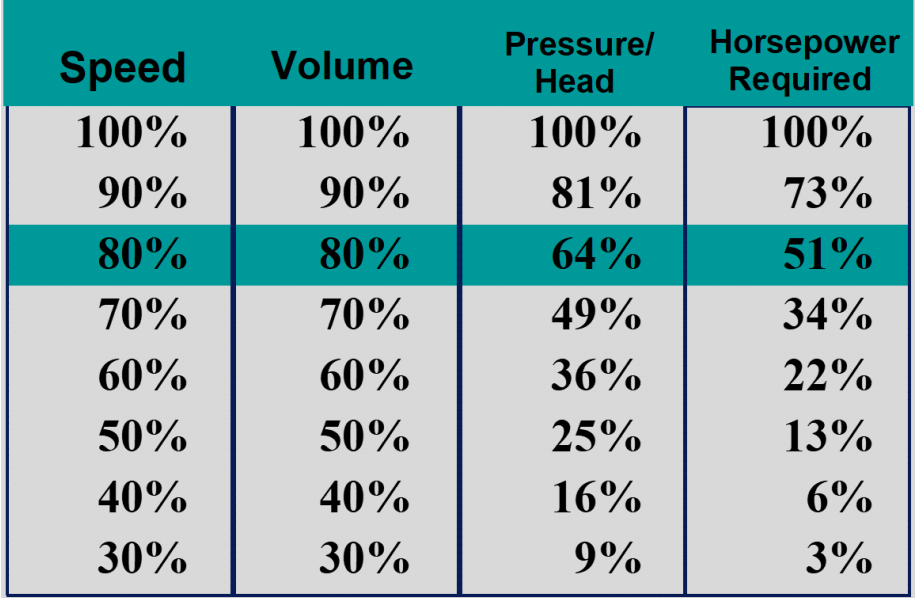 Speed Volume Pressure/ Head Horsepower Required
100% 100% 100% 100%
90% 90% 81% 73%
80% 80% 64% 51%
70% 70% 49% 34%
60% 60% 36% 22%
50% 50% 25% 13%
40% 40% 16% 6%
30% 30% 9% 3%